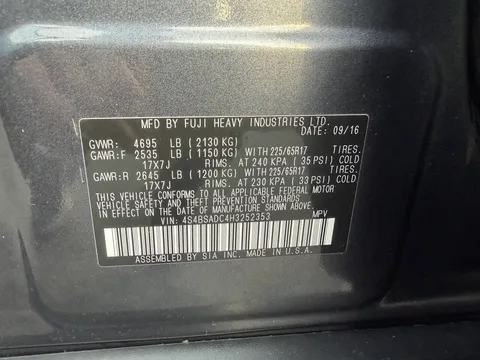 MFD BY FUJI HEAVY INDUSTRIES LTD.
DATE: 09/16
GVWR: 4695 LB (2130 KG)
GAWR:F 2535 LB (1150 KG) WITH 225/65R17 TIRES.
17X7J RIMS. AT 240 KPA (35 PSI) COLD
GAWR:R 2645 LB (1200 KG) WITH 225/65R17 TIRES.
17X7J RIMS. AT 230 KPA (33 PSI) COLD
THIS VEHICLE CONFORMS TO ALL APPLICABLE FEDERAL MOTOR
VEHICLE SAFETY AND THEFT PREVENTION STANDARDS
IN EFFECT ON THE DATE OF MANUFACTURE SHOWN ABOVE.
VIN: 4S4BSADC4H3252353 MPV
ASSEMBLED BY SIA INC. MADE IN U.S.A.